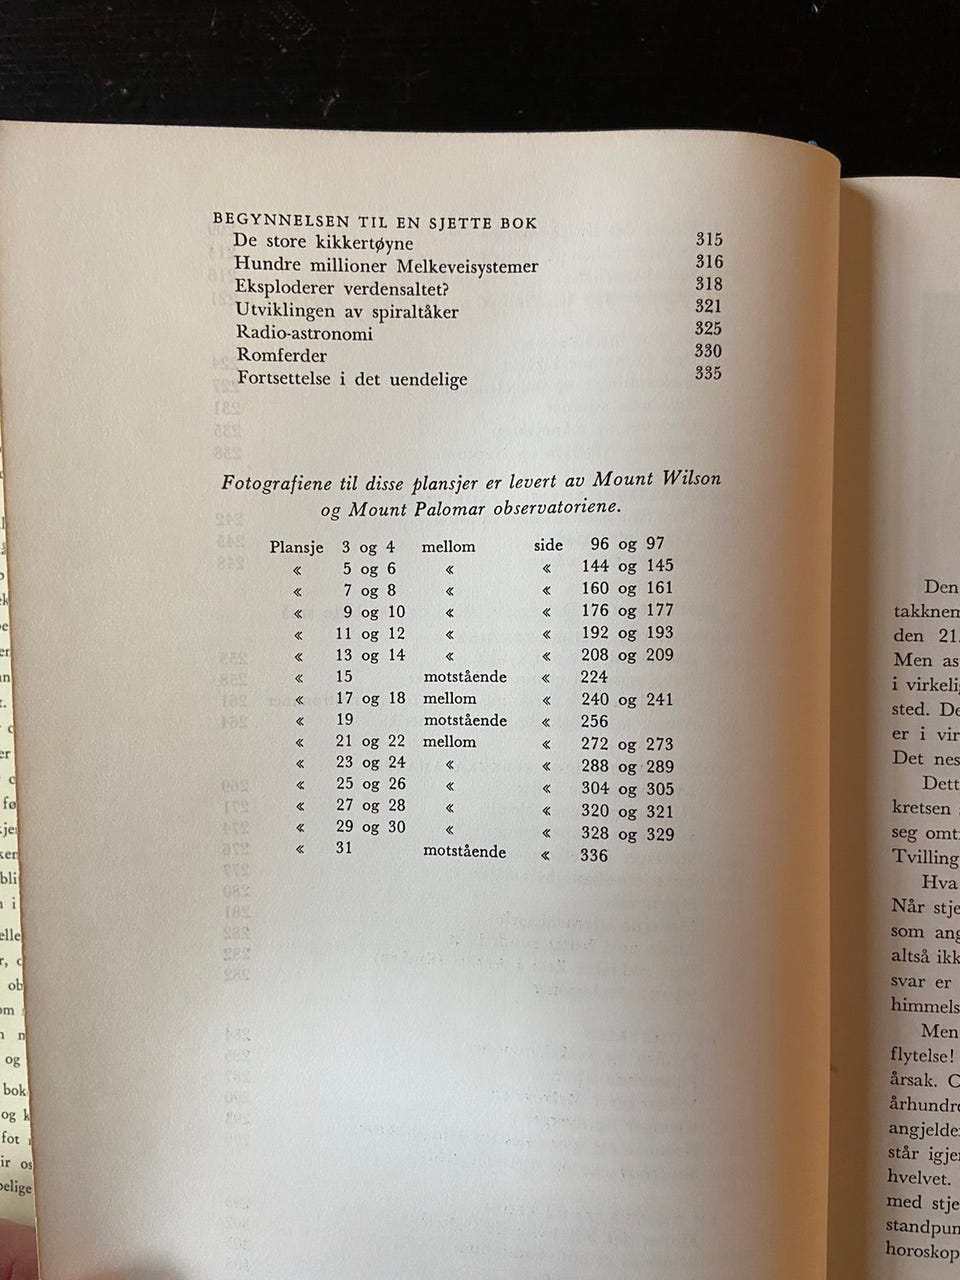 BEGYNNELSEN TIL EN SJETTE BOK
De store kikkertøyne 315
Hundre millioner Melkeveisystemer 316
Eksploderer verdensaltet? 318
Utviklingen av spiraltåker 321
Radio-astronomi 325
Romferder 330
Fortsettelse i det uendelige 335
Fotografiene til disse plansjer er levert av Mount Wilson
og Mount Palomar observatoriene.
Plansje 3 og 4 mellom side 96 og 97
« 5 og 6 « « 144 og 145
« 7 og 8 « « 160 og 161
« 9 og 10 « « 176 og 177
« 11 og 12 « « 192 og 193
« 13 og 14 « « 208 og 209
« 15 motstående « 224
« 17 og 18 mellom « 240 og 241
« 19 motstående « 256
« 21 og 22 mellom « 272 og 273
« 23 og 24 « « 288 og 289
« 25 og 26 « « 304 og 305
« 27 og 28 « « 320 og 321
« 29 og 30 « « 328 og 329
« 31 motstående « 336
Den
takknem
den 21.
Men as
i virkelig
sted. De
er i vir
Det nes
Dett
kretsen
seg omt
Tvilling
Hva
Når stje
som ang
altså ikk
svar er
himmels
Men
flytelse!
årsak. O
århundre
angjelde
står igje
hvelvet.
med stje
standpun
horoskop